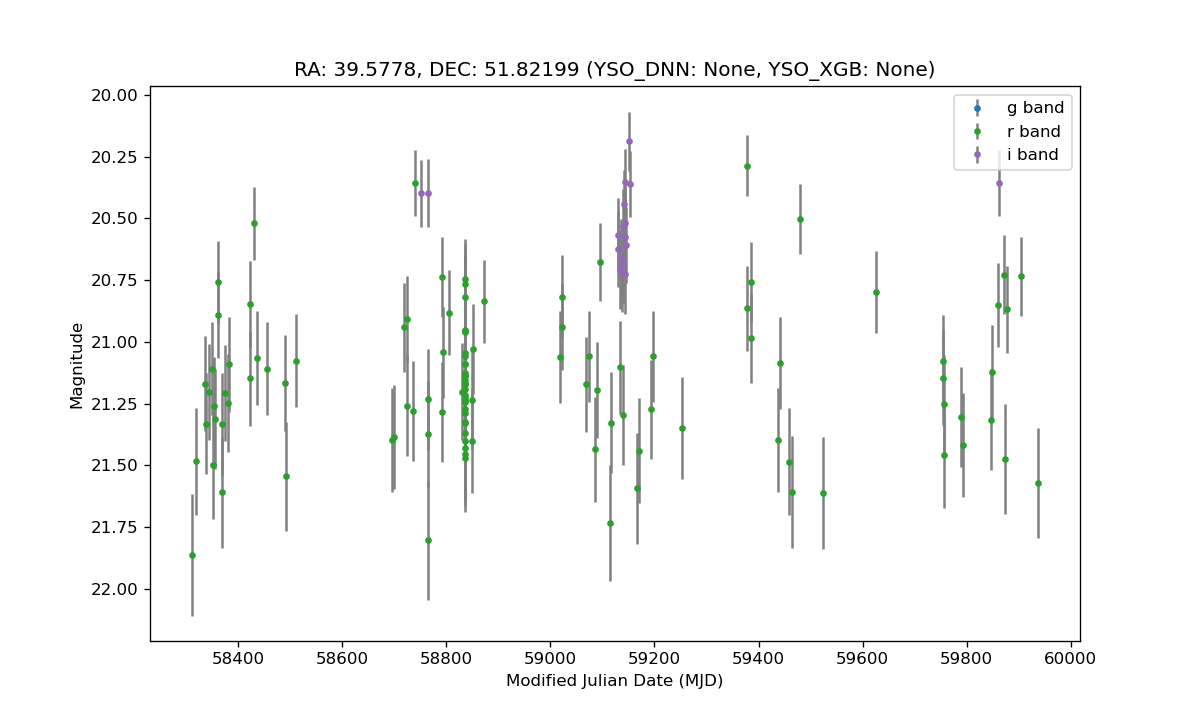 RA: 39.5778, DEC: 51.82199 (YSO_DNN: None, YSO_XGB: None)
g band
r band
i band
Magnitude
20.00
20.25
20.50
20.75
21.00
21.25
21.50
21.75
22.00
58400 58600 58800 59000 59200 59400 59600 59800 60000
Modified Julian Date (MJD)